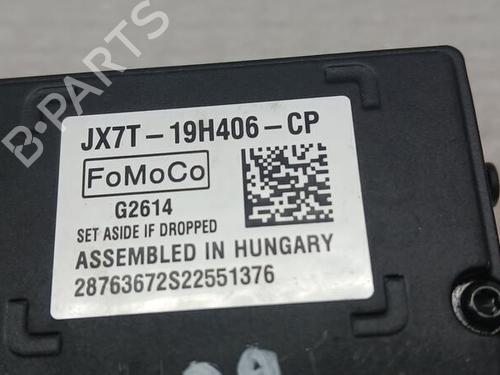 JX7T-19H406-CP
FoMoCo
G2614
SET ASIDE IF DROPPED
ASSEMBLED IN HUNGARY
28763672S22551376
B-PARTS